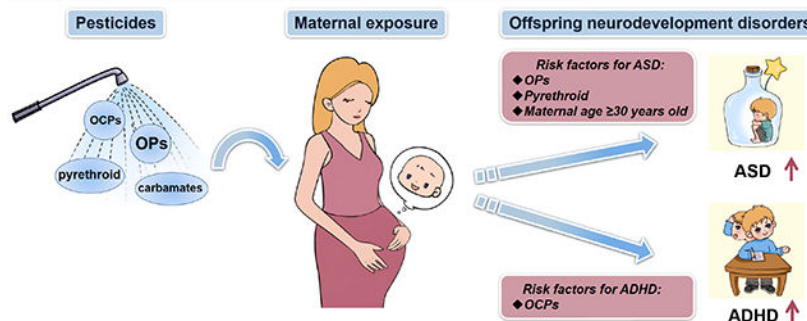 Pesticides
Maternal exposure
Offspring neurodevelopment disorders
OCPs
OPs
pyrethroid
carbamates
Risk factors for ASD:
◆OPs
◆Pyrethroid
◆Maternal age ≥30 years old
ASD ↑
Risk factors for ADHD:
◆OCPs
ADHD ↑